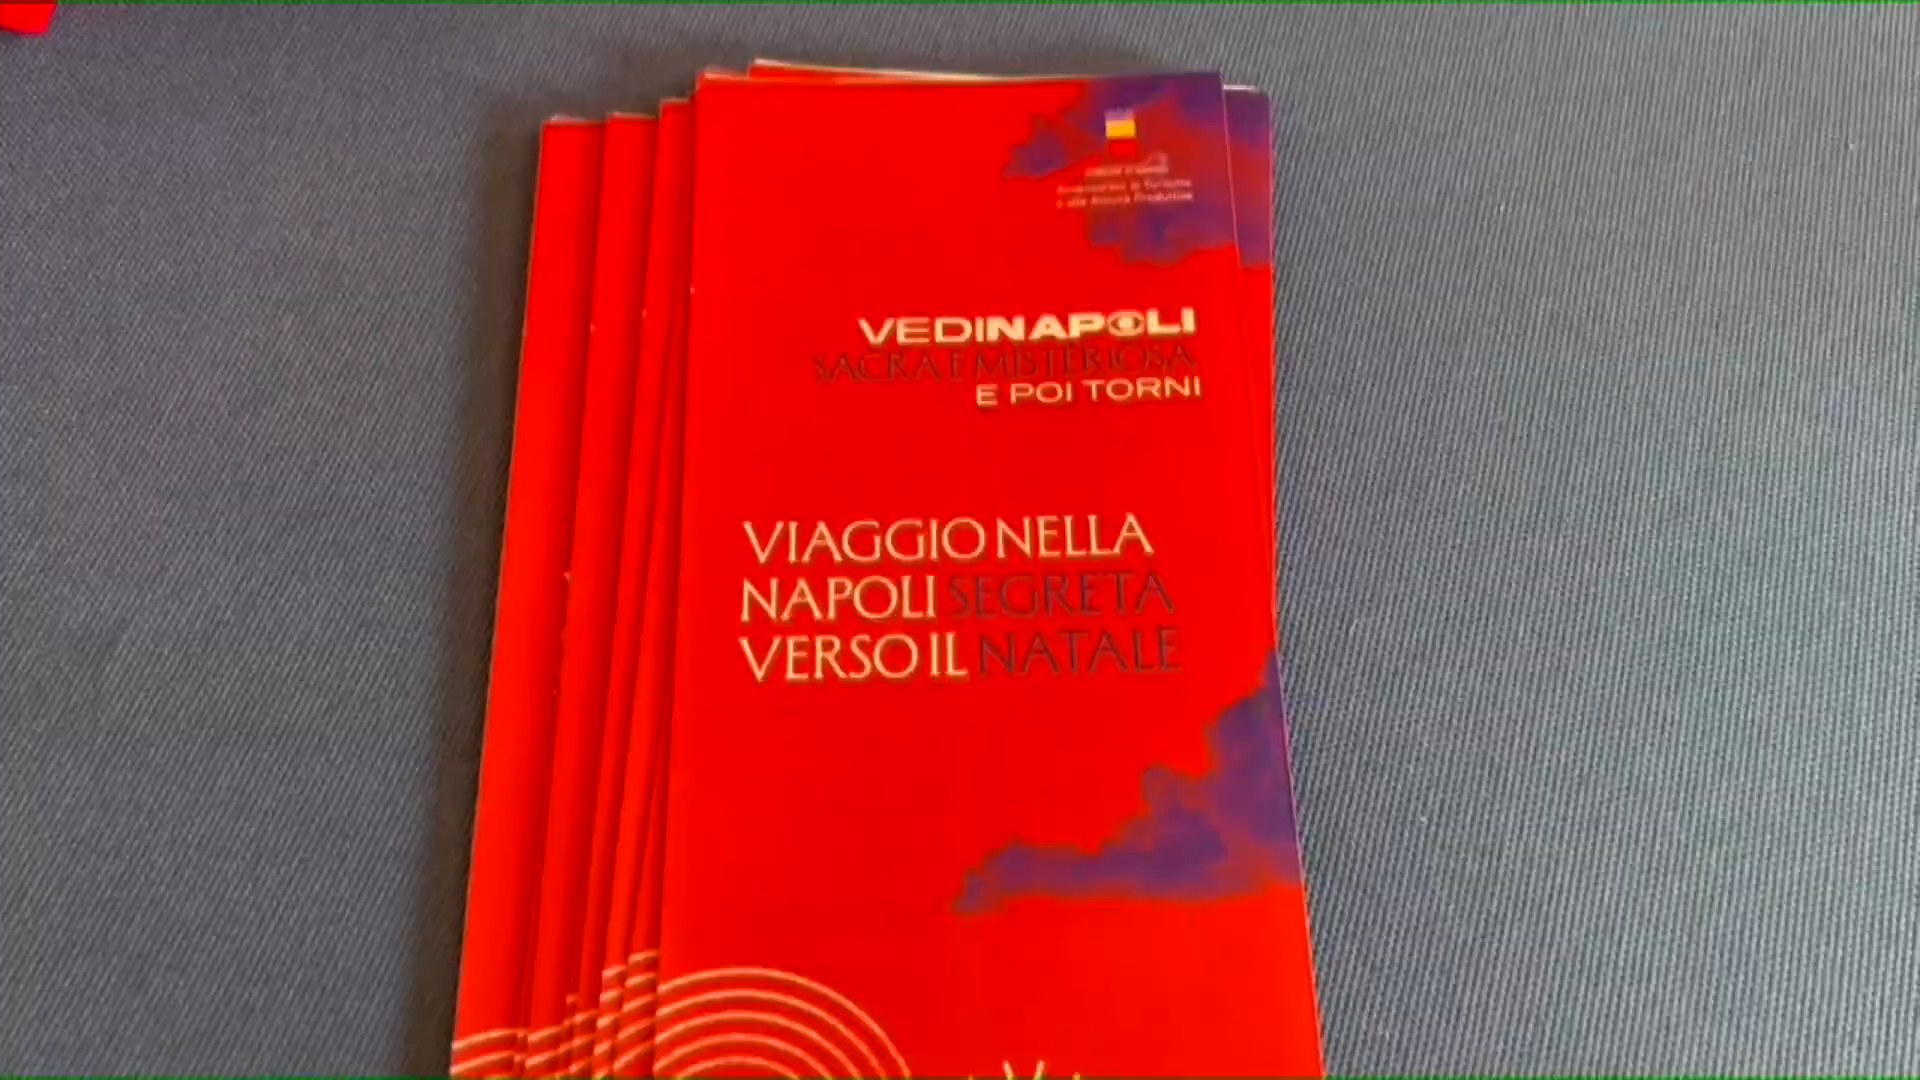 VEDINAPOLI
SACRA E MISTERIOSA
E POI TORNI
VIAGGIO NELLA
NAPOLI SEGRETA
VERSO IL NATALE